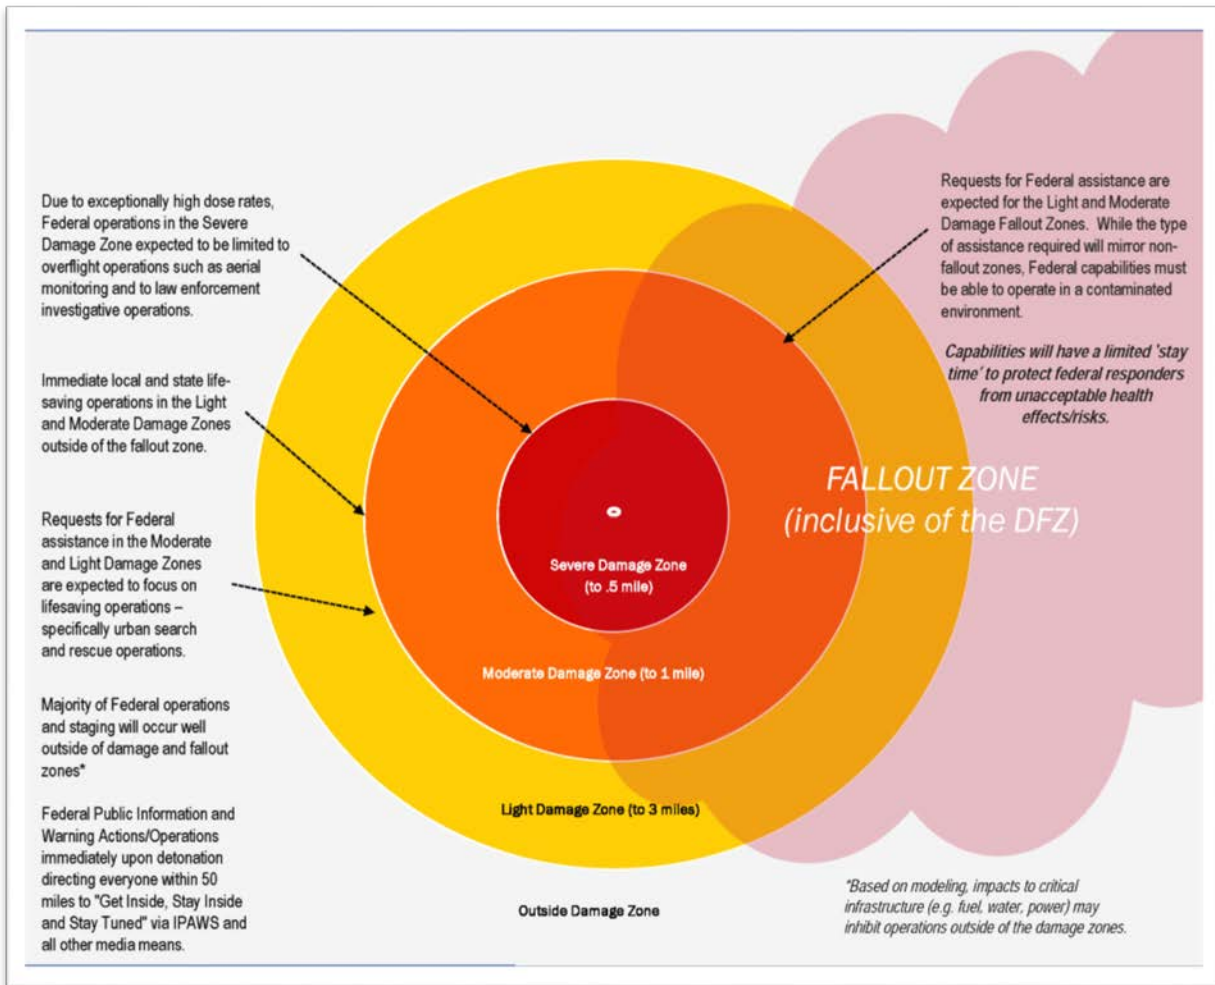 Due to exceptionally high dose rates,
Federal operations in the Severe
Damage Zone expected to be limited to
overflight operations such as aerial
monitoring and to law enforcement
investigative operations.
Immediate local and state life-
saving operations in the Light
and Moderate Damage Zones
outside of the fallout zone.
Requests for Federal
assistance in the Moderate
and Light Damage Zones
are expected to focus on
lifesaving operations –
specifically urban search
and rescue operations.
Majority of Federal operations
and staging will occur well
outside of damage and fallout
zones*
Federal Public Information and
Warning Actions/Operations
immediately upon detonation
directing everyone within 50
miles to "Get Inside, Stay Inside
and Stay Tuned" via IPAWS and
all other media means.
Severe Damage Zone
(to .5 mile)
Moderate Damage Zone (to 1 mile)
Light Damage Zone (to 3 miles)
Outside Damage Zone
Requests for Federal assistance are
expected for the Light and Moderate
Damage Fallout Zones. While the type
of assistance required will mirror non-
fallout zones, Federal capabilities must
be able to operate in a contaminated
environment.
Capabilities will have a limited 'stay
time' to protect federal responders
from unacceptable health
effects/risks.
FALLOUT ZONE
(inclusive of the DFZ)
*Based on modeling, impacts to critical
infrastructure (e.g. fuel, water, power) may
inhibit operations outside of the damage zones.